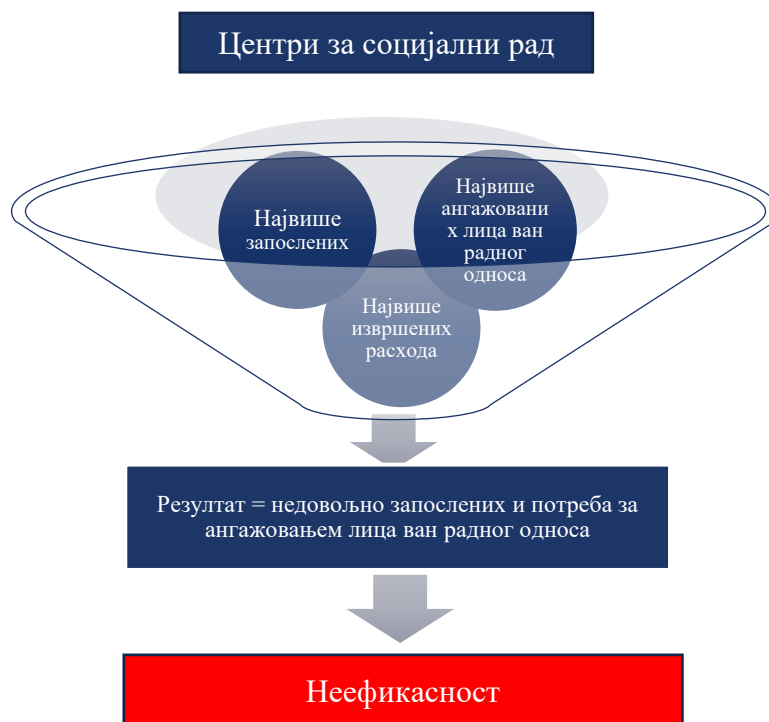 Центри за социјални рад
Највише
запослених
Највише
ангажовани
х лица ван
радног
односа
Највише
извршених
расхода
Резултат = недовољно запослених и потреба за
ангажовањем лица ван радног односа
Неефикасност